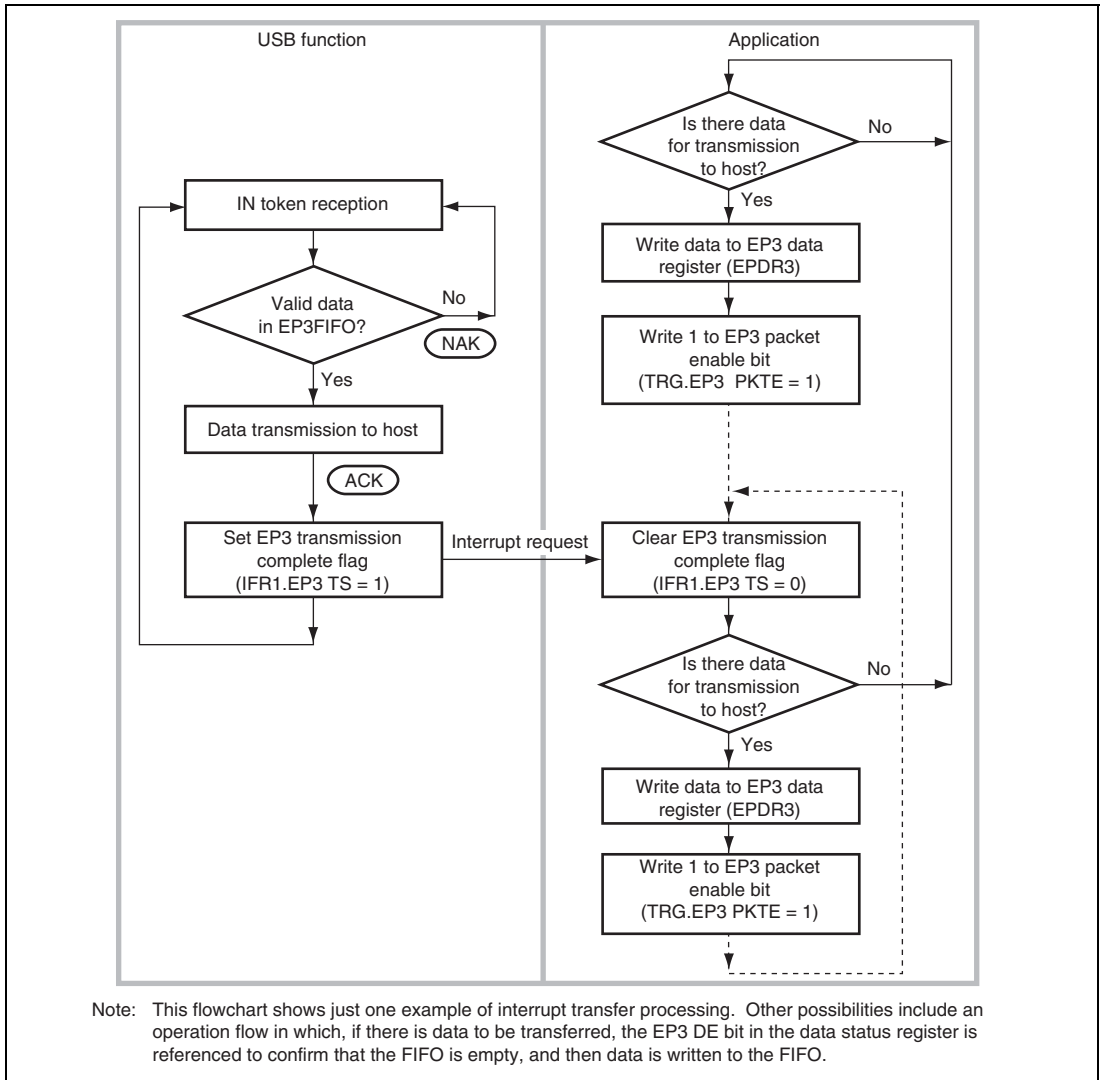 USB function
Application
Is there data
for transmission
to host?
No
Yes
IN token reception
Write data to EP3 data
register (EPDR3)
Valid data
in EP3FIFO?
No
NAK
Yes
Write 1 to EP3 packet
enable bit
(TRG.EP3 PKTE = 1)
Data transmission to host
ACK
Set EP3 transmission
complete flag
(IFR1.EP3 TS = 1)
Interrupt request
Clear EP3 transmission
complete flag
(IFR1.EP3 TS = 0)
Is there data
for transmission
to host?
No
Yes
Write data to EP3 data
register (EPDR3)
Write 1 to EP3 packet
enable bit
(TRG.EP3 PKTE = 1)
Note: This flowchart shows just one example of interrupt transfer processing. Other possibilities include an
operation flow in which, if there is data to be transferred, the EP3 DE bit in the data status register is
referenced to confirm that the FIFO is empty, and then data is written to the FIFO.